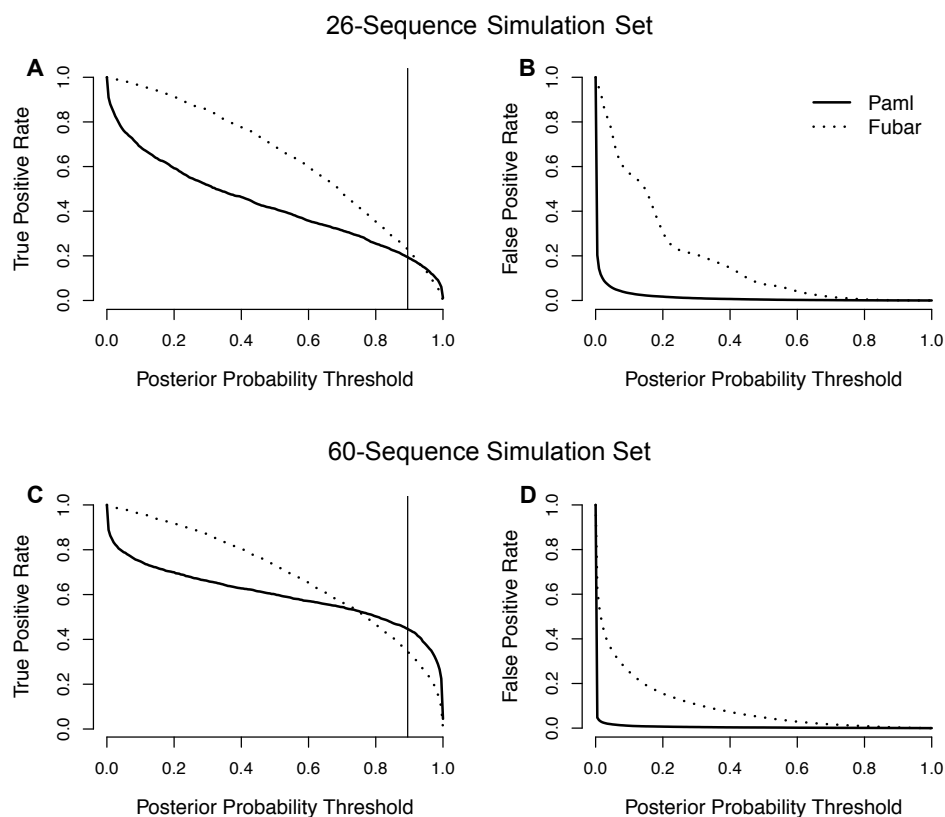 26-Sequence Simulation Set
A
True Positive Rate
0.0 0.2 0.4 0.6 0.8 1.0
0.0 0.2 0.4 0.6 0.8 1.0
Posterior Probability Threshold
B
Paml
Fubar
False Positive Rate
0.0 0.2 0.4 0.6 0.8 1.0
0.0 0.2 0.4 0.6 0.8 1.0
Posterior Probability Threshold
60-Sequence Simulation Set
C
True Positive Rate
0.0 0.2 0.4 0.6 0.8 1.0
0.0 0.2 0.4 0.6 0.8 1.0
Posterior Probability Threshold
D
False Positive Rate
0.0 0.2 0.4 0.6 0.8 1.0
0.0 0.2 0.4 0.6 0.8 1.0
Posterior Probability Threshold